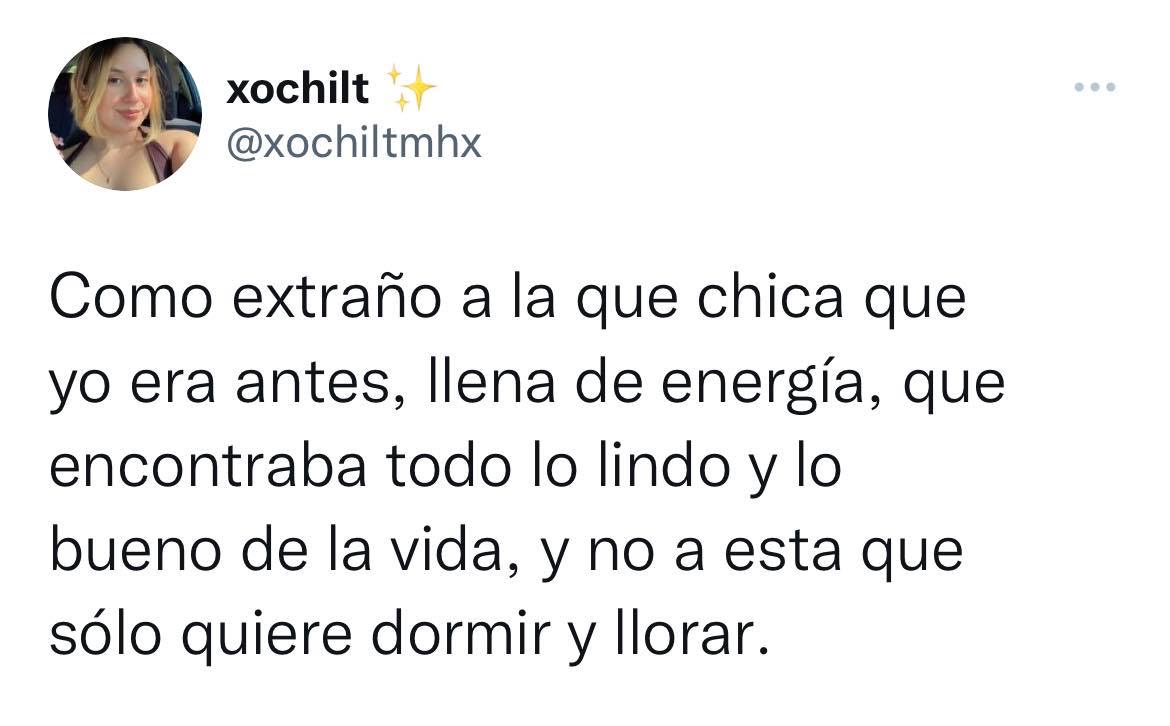 xochilt ✨
@xochiltmhx
Como extraño a la que chica que
yo era antes, llena de energía, que
encontraba todo lo lindo y lo
bueno de la vida, y no a esta que
sólo quiere dormir y llorar.